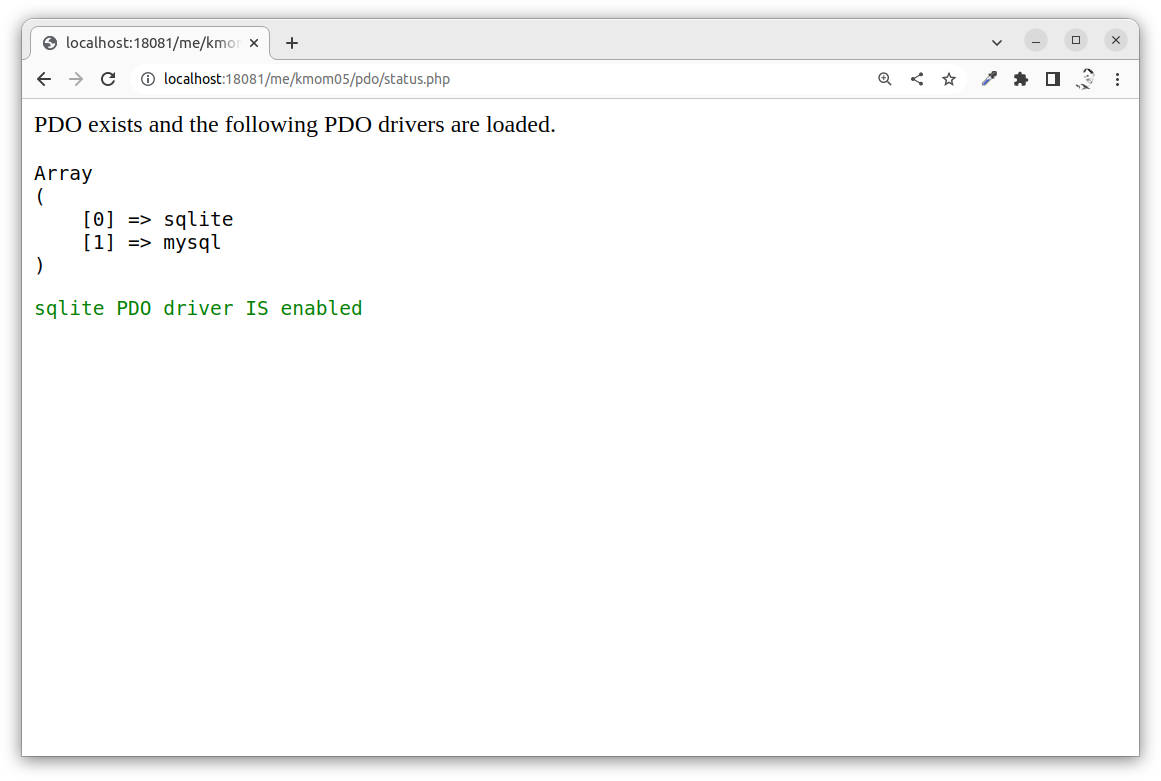 localhost:18081/me/kmo
localhost:18081/me/kmom05/pdo/status.php
PDO exists and the following PDO drivers are loaded.
Array
(
    [0] => sqlite
    [1] => mysql
)
sqlite PDO driver IS enabled